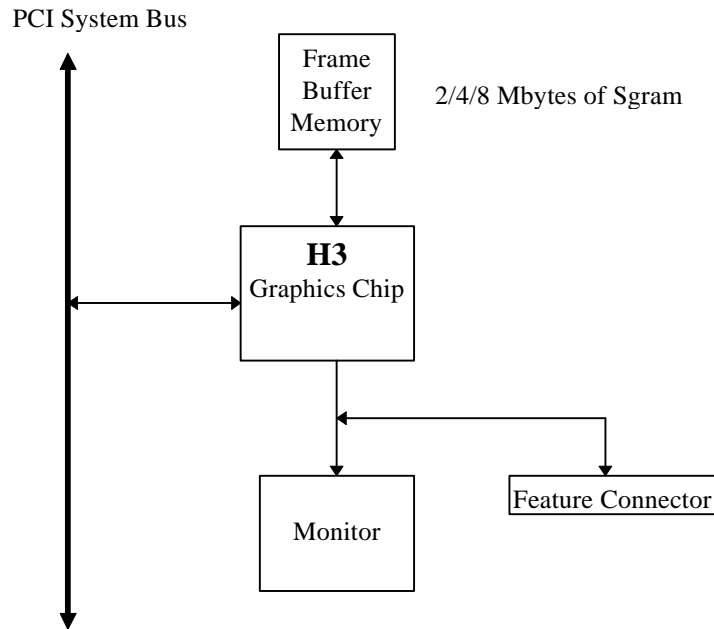 PCI System Bus
Frame
Buffer
Memory
2/4/8 Mbytes of Sgram
H3
Graphics Chip
Monitor
Feature Connector